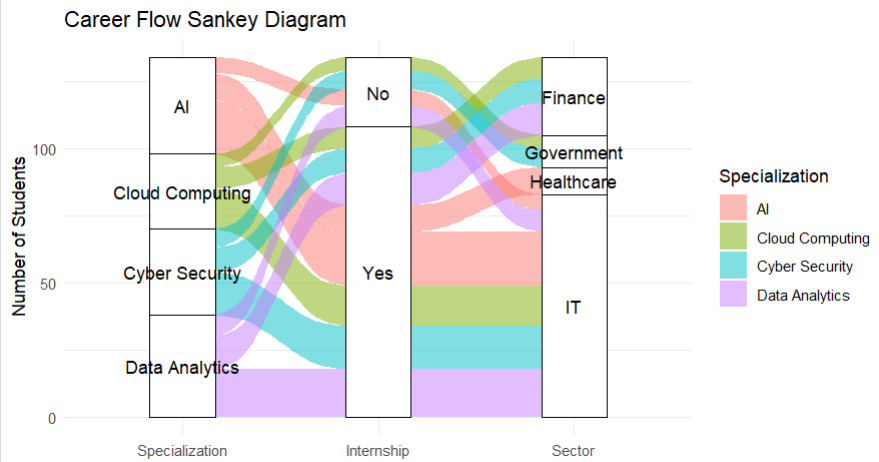 Career Flow Sankey Diagram
Number of Students
100
50
0
AI
Cloud Computing
Cyber Security
Data Analytics
No
Yes
Finance
Government
Healthcare
IT
Specialization
Internship
Sector
Specialization
AI
Cloud Computing
Cyber Security
Data Analytics